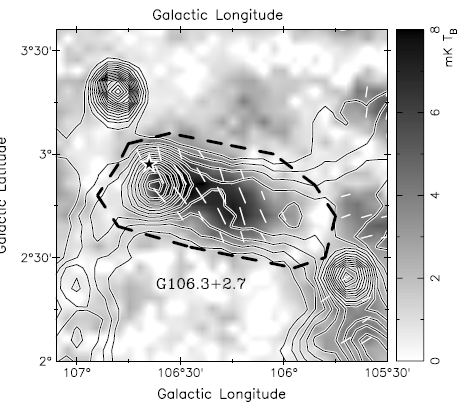 Galactic Longitude
8
mK T_B
3°30'
6
3°
Galactic Latitude
4
2°30'
G106.3+2.7
2
2°
0
107° 106°30' 106° 105°30'
Galactic Longitude